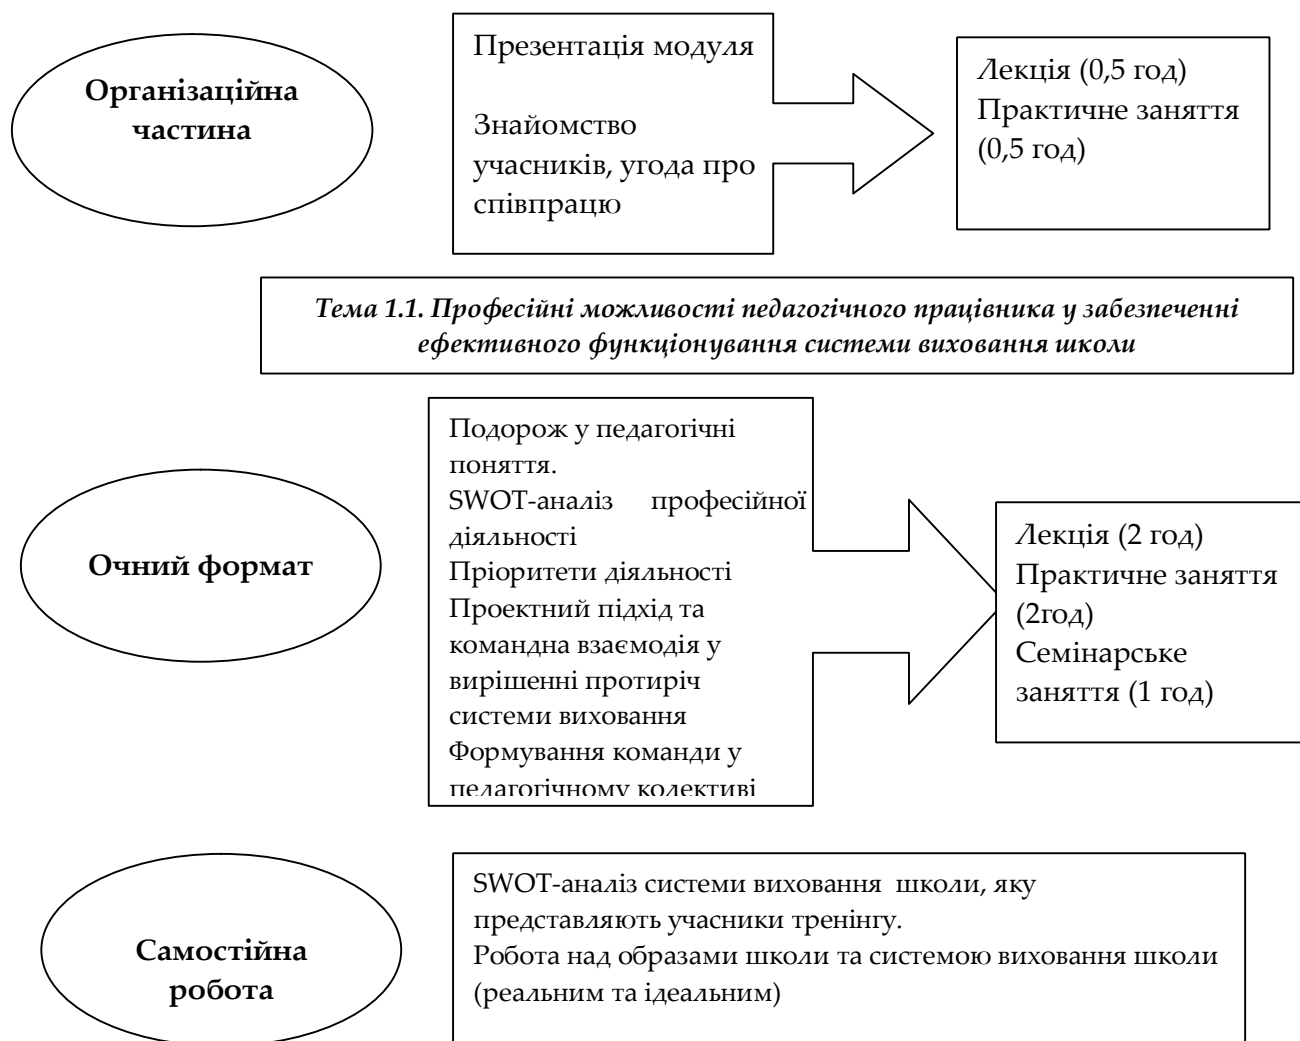 Організаційна
частина
Презентація модуля
Знайомство
учасників, угода про
співпрацю
Лекція (0,5 год)
Практичне заняття
(0,5 год)
Тема 1.1. Професійні можливості педагогічного працівника у забезпеченні
ефективного функціонування системи виховання школи
Очний формат
Подорож у педагогічні
поняття.
SWOT-аналіз професійної
діяльності
Пріоритети діяльності
Проектний підхід та
командна взаємодія у
вирішенні протиріч
системи виховання
Формування команди у
педагогічному колективі
Лекція (2 год)
Практичне заняття
(2год)
Семінарське
заняття (1 год)
Самостійна
робота
SWOT-аналіз системи виховання школи, яку
представляють учасники тренінгу.
Робота над образами школи та системою виховання школи
(реальним та ідеальним)